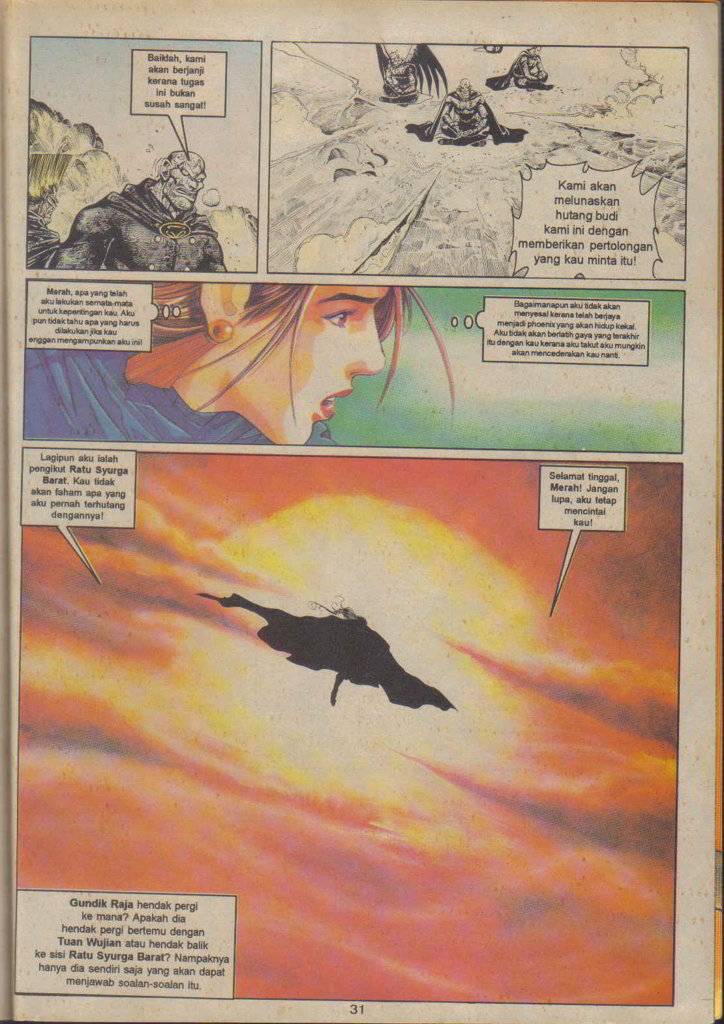 Baiklah, kami
akan berjanji
kerana tugas
ini bukan
susah sangat!
Kami akan
melunaskan
hutang budi
kami ini dengan
memberikan pertolongan
yang kau minta itu!
Merah, apa yang telah
aku lakukan semata-mata
untuk kepentingan kau. Aku
pun tidak tahu apa yang harus
dilakukan jika kau
enggan mengampunkan aku ini!
Bagaimanapun aku tidak akan
menyesal kerana telah berjaya
menjadi phoenix yang akan hidup kekal.
Aku tidak akan berlatih gaya yang terakhir
itu dengan kau kerana aku takut aku mungkin
akan mencederakan kau nanti.
Lagipun aku ialah
pengikut Ratu Syurga
Barat. Kau tidak
akan faham apa yang
aku pernah terhutang
dengannya!
Selamat tinggal,
Merah! Jangan
lupa, aku tetap
mencintai
kau!
Gundik Raja hendak pergi
ke mana? Apakah dia
hendak pergi bertemu dengan
Tuan Wujian atau hendak balik
ke sisi Ratu Syurga Barat? Nampaknya
hanya dia sendiri saja yang akan dapat
menjawab soalan-soalan itu.
31